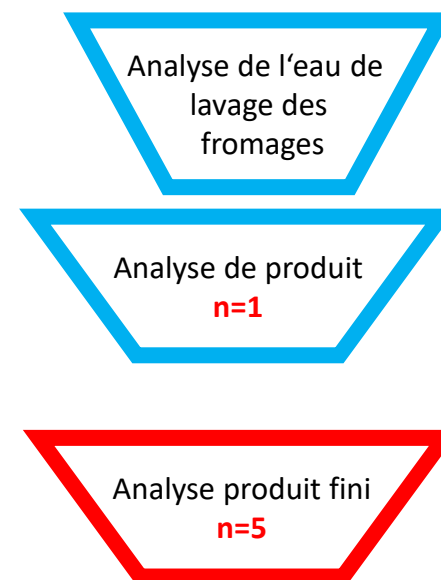 Analyse de l‘eau de
lavage des
fromages
Analyse de produit
n=1
Analyse produit fini
n=5